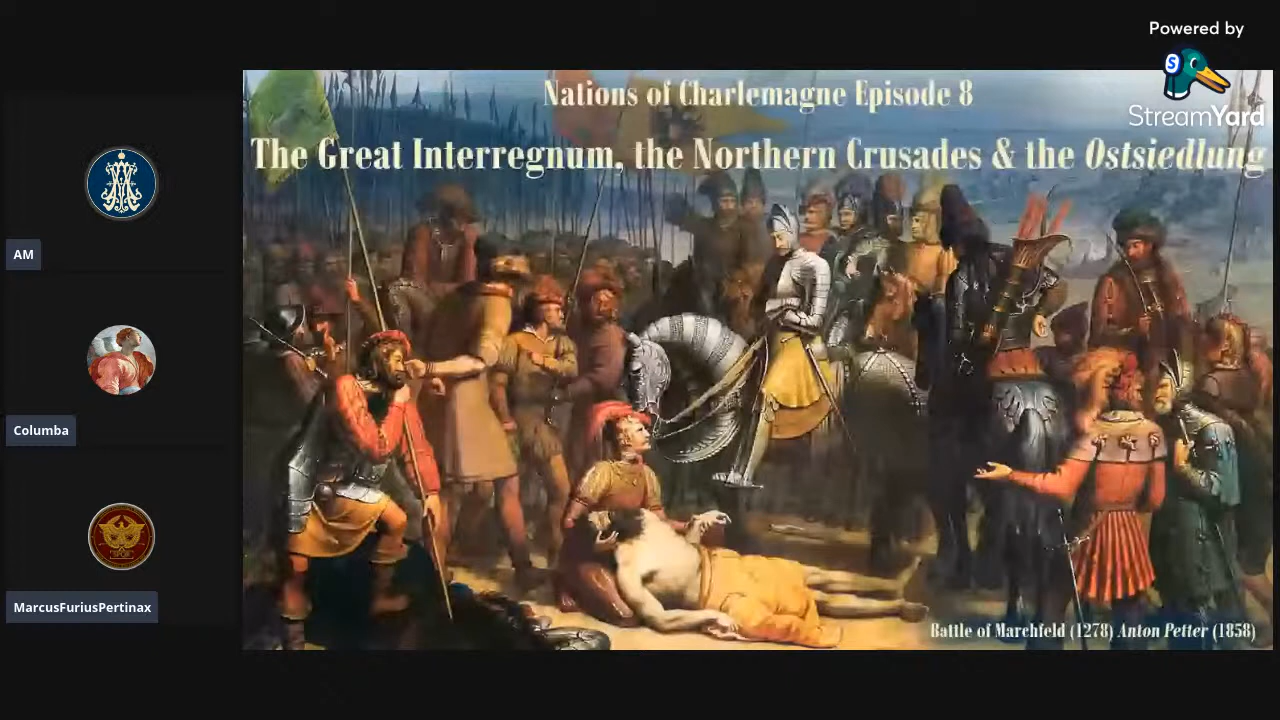 Powered by
StreamYard
Nations of Charlemagne Episode 8
The Great Interregnum, the Northern Crusades & the Ostsiedlung
AM
Columba
SPQR
MarcusFuriusPertinax
Battle of Marchfeld (1278) Anton Petter (1858)